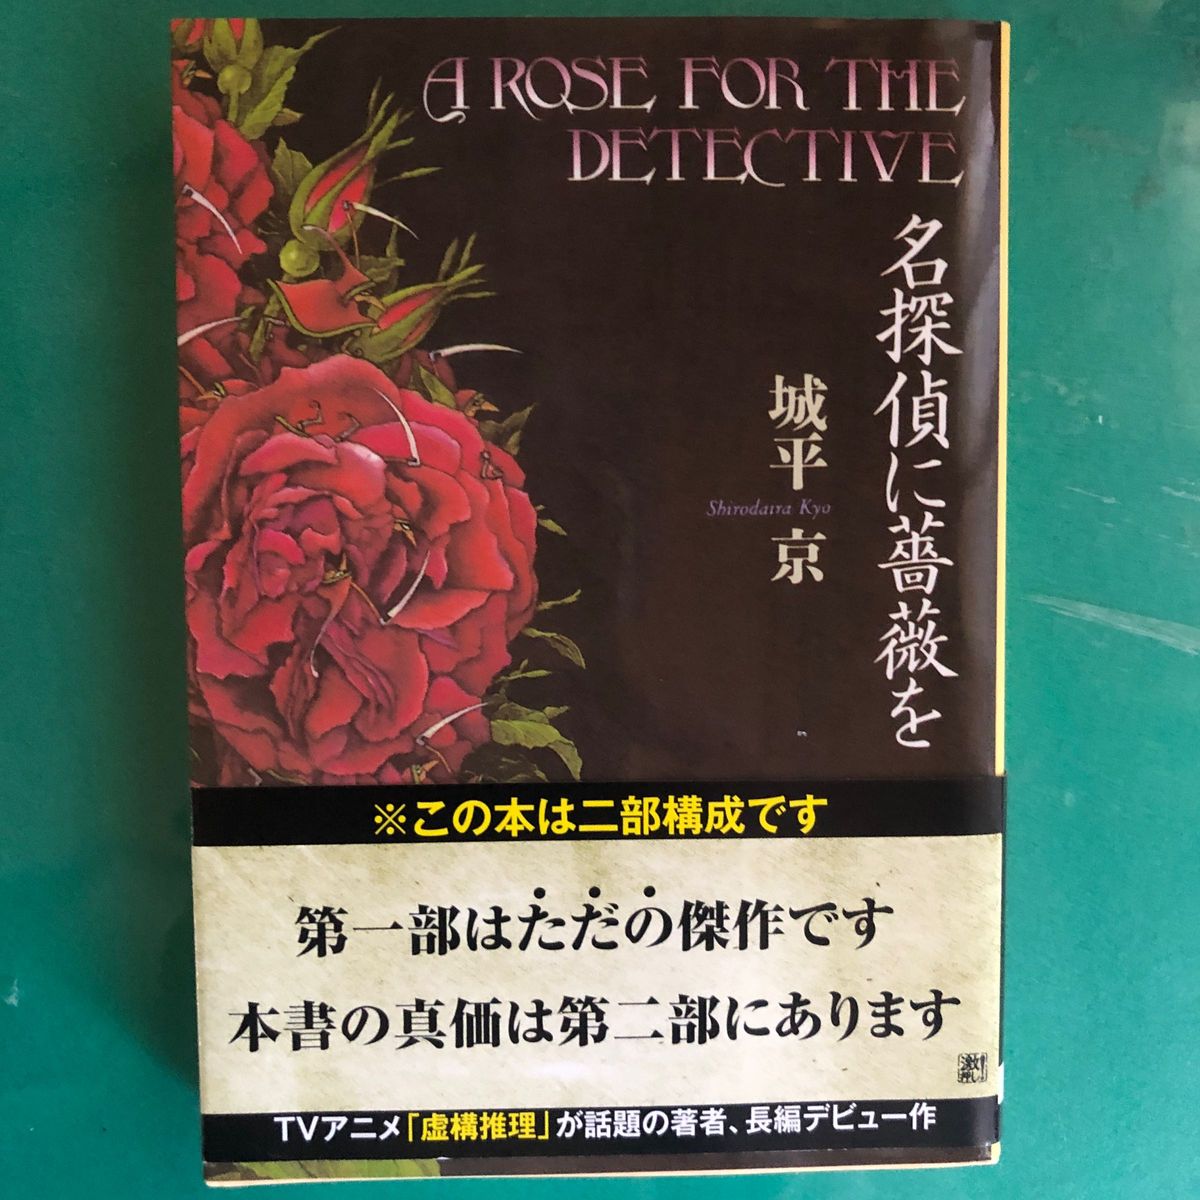 A ROSE FOR THE
DETECTIVE
名探偵に薔薇を
城平 京
Shirodaira Kyo
※この本は二部構成です
第一部はただの傑作です
本書の真価は第二部にあります
激押し!
TVアニメ「虚構推理」が話題の著者、長編デビュー作